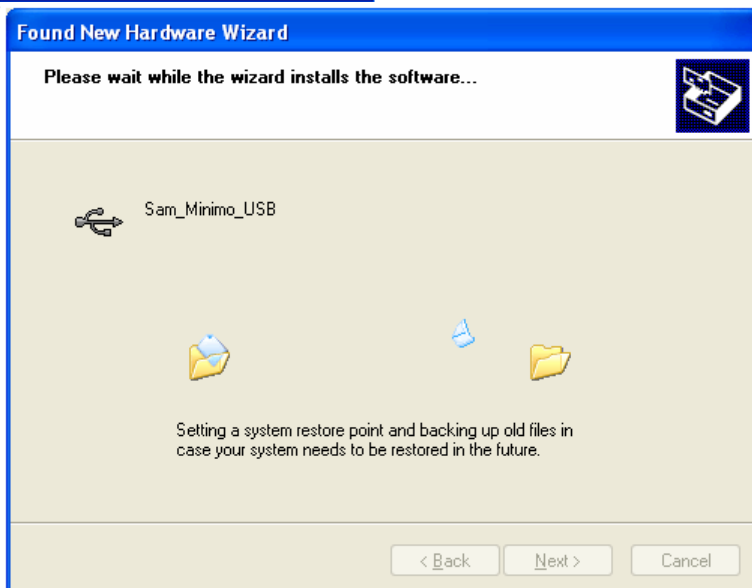 Found New Hardware Wizard
Please wait while the wizard installs the software...
Sam_Minimo_USB
Setting a system restore point and backing up old files in
case your system needs to be restored in the future.
< Back Next > Cancel